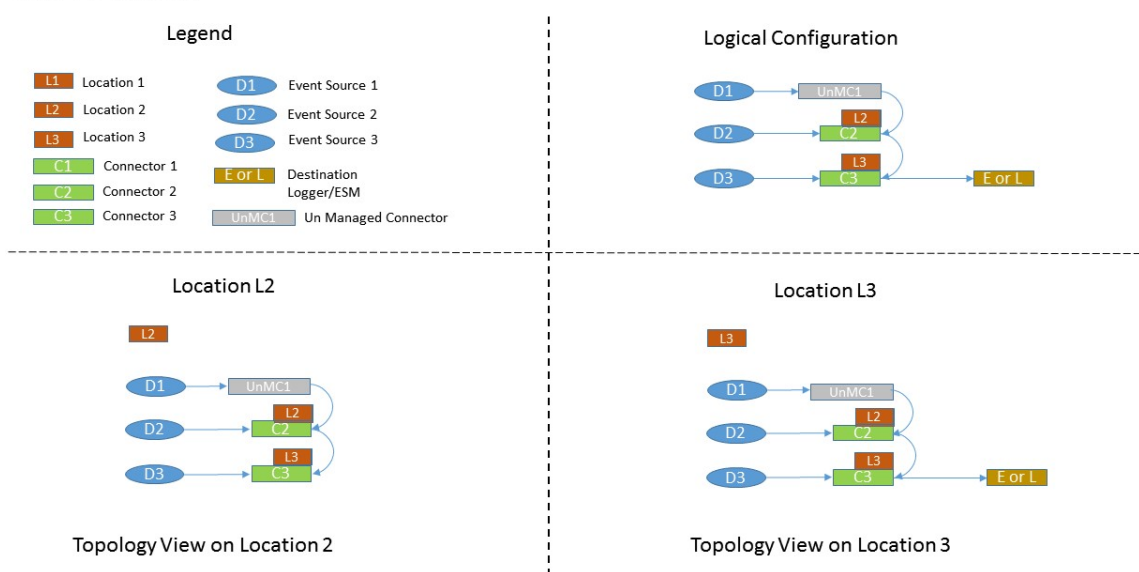 Legend
L1 Location 1
L2 Location 2
L3 Location 3
C1 Connector 1
C2 Connector 2
C3 Connector 3
D1 Event Source 1
D2 Event Source 2
D3 Event Source 3
E or L Destination
Logger/ESM
UnMC1 Un Managed Connector
Logical Configuration
D1 UnMC1
L2
D2 C2
L3
D3 C3 E or L
Location L2
L2
D1 UnMC1
L2
D2 C2
L3
D3 C3
Topology View on Location 2
Location L3
L3
D1 UnMC1
L2
D2 C2
L3
D3 C3 E or L
Topology View on Location 3